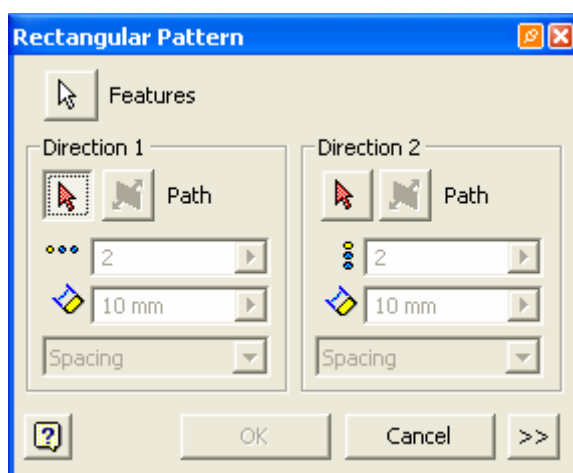 Rectangular Pattern
Features
Direction 1
Direction 2
Path
Path
2
2
10 mm
10 mm
Spacing
Spacing
?
OK
Cancel
>>